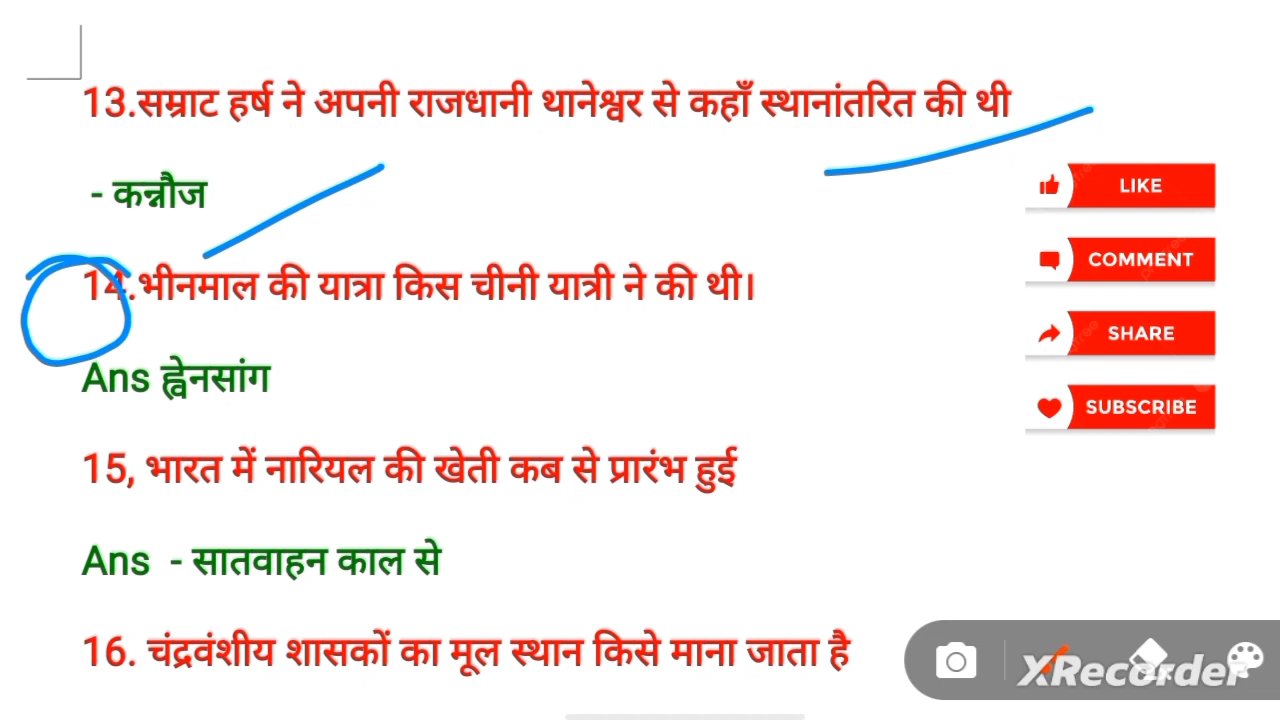 13.सम्राट हर्ष ने अपनी राजधानी थानेश्वर से कहाँ स्थानांतरित की थी
- कन्नौज
14.भीनमाल की यात्रा किस चीनी यात्री ने की थी।
Ans ह्वेनसांग
15, भारत में नारियल की खेती कब से प्रारंभ हुई
Ans - सातवाहन काल से
16. चंद्रवंशीय शासकों का मूल स्थान किसे माना जाता है
LIKE
COMMENT
SHARE
SUBSCRIBE
XRecorder